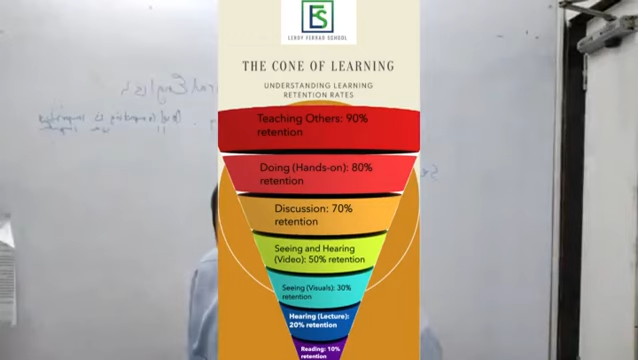 ES
LEROY FERRAO SCHOOL
THE CONE OF LEARNING
UNDERSTANDING LEARNING
RETENTION RATES
Teaching Others: 90%
retention
Doing (Hands-on): 80%
retention
Discussion: 70%
retention
Seeing and Hearing
(Video): 50% retention
Seeing (Visuals): 30%
retention
Hearing (Lecture):
20% retention
Reading: 10%
retention